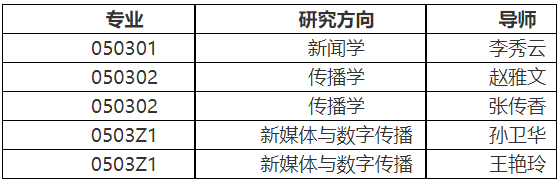 专业 研究方向 导师
050301 新闻学 李秀云
050302 传播学 赵雅文
050302 传播学 张传香
0503Z1 新媒体与数字传播 孙卫华
0503Z1 新媒体与数字传播 王艳玲